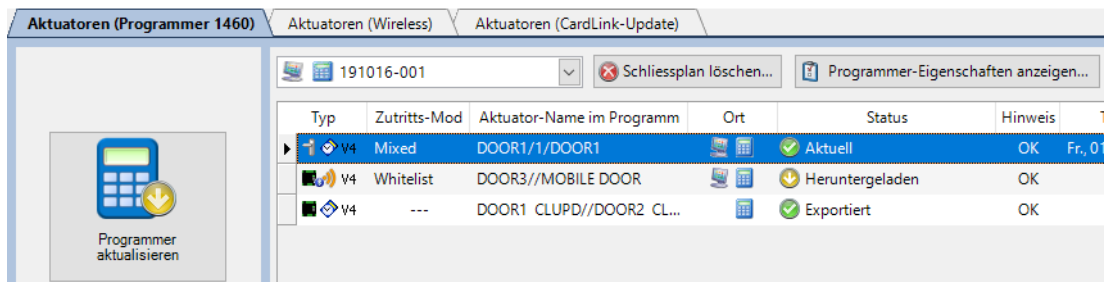 Aktuatoren (Programmer 1460) Aktuatoren (Wireless) Aktuatoren (CardLink-Update)
191016-001 Schliessplan löschen... Programmer-Eigenschaften anzeigen...
Typ Zutritts-Mod Aktuator-Name im Programm Ort Status Hinweis T
V4 Mixed DOOR1/1/DOOR1 Aktuell OK Fr., 01
V4 Whitelist DOOR3//MOBILE DOOR Heruntergeladen OK
V4 --- DOOR1 CLUPD//DOOR2 CL... Exportiert OK
Programmer
aktualisieren